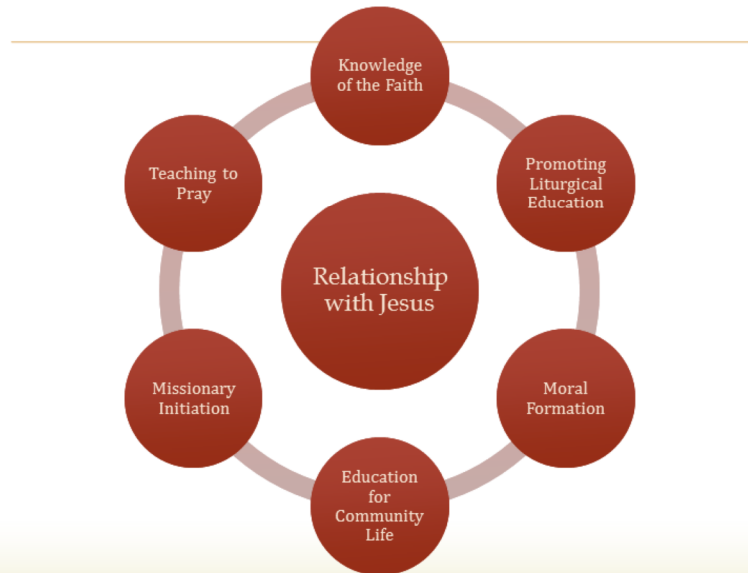 Knowledge
of the Faith
Promoting
Liturgical
Education
Moral
Formation
Education
for
Community
Life
Missionary
Initiation
Teaching to
Pray
Relationship
with Jesus